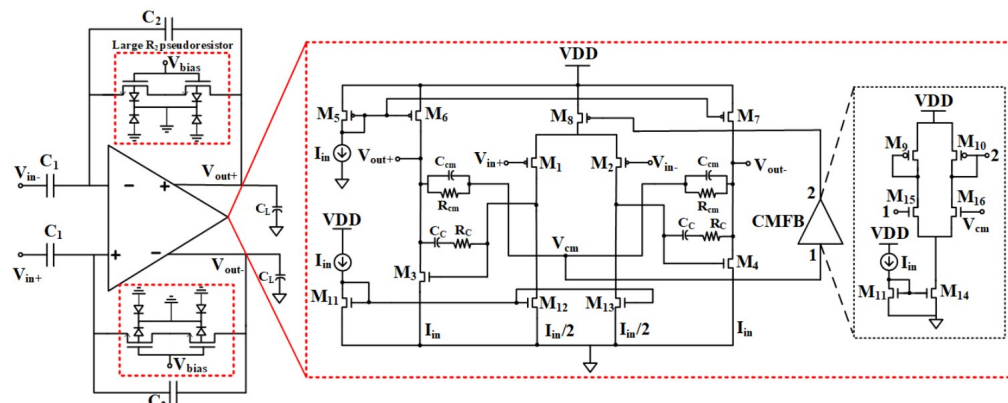 C2
Large R2 pseudoresistor
Vbias
C1
Vin-
Vout+
CL
C1
Vin+
Vout-
CL
Vbias
VDD
M5
M6
M8
M7
Iin
Vout+
Vin+
M1
M2
Vin-
Vout-
Ccm
Rcm
Ccm
Rcm
VDD
CC
RC
CC
RC
Vcm
Iin
M3
M4
M11
M12
M13
Iin
Iin/2
Iin/2
Iin
2
CMFB
1
VDD
M9
M10
2
M15
M16
1
Vcm
VDD
Iin
M11
M14